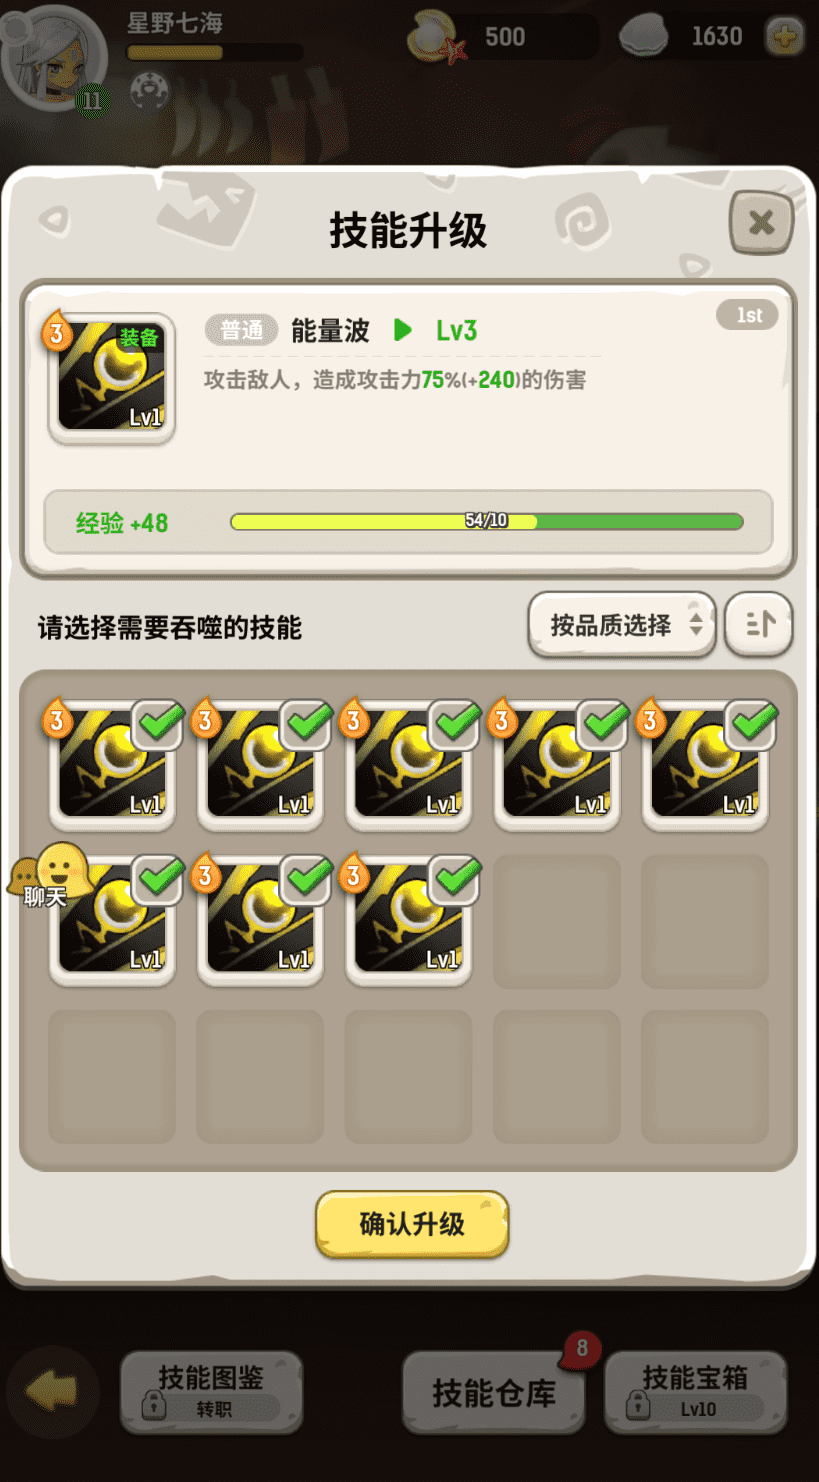 星野七海
500
1630
11
技能升级
3
装备
Lv1
普通 能量波 Lv3
1st
攻击敌人，造成攻击力75%(+240)的伤害
经验 +48
54/10
请选择需要吞噬的技能
按品质选择
3 3 3 3 3
Lv1 Lv1 Lv1 Lv1 Lv1
3 3
聊天
Lv1 Lv1 Lv1
确认升级
8
技能图鉴
转职
技能仓库
技能宝箱
Lv10